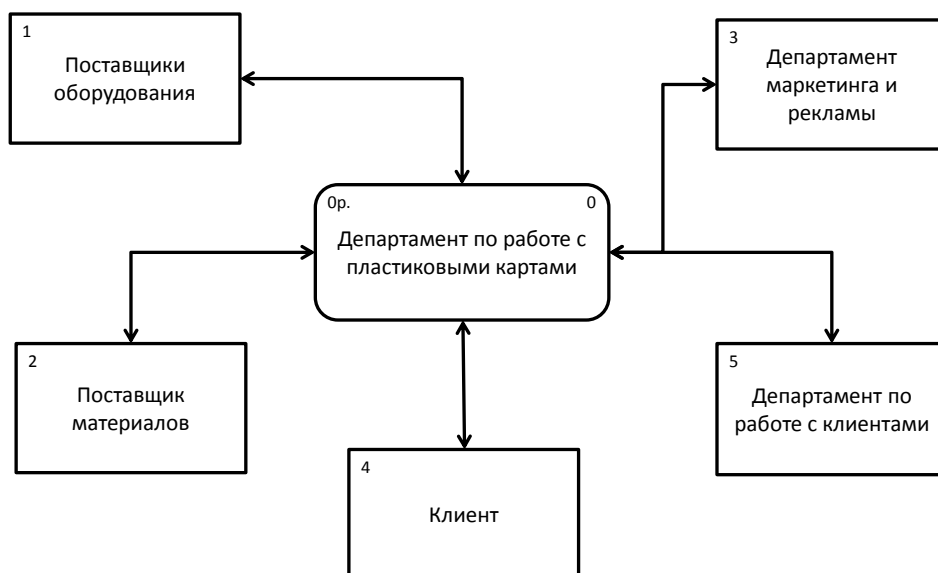 1
Поставщики
оборудования
3
Департамент
маркетинга и
рекламы
0р. 0
Департамент по работе с
пластиковыми картами
2
Поставщик
материалов
4
Клиент
5
Департамент по
работе с клиентами